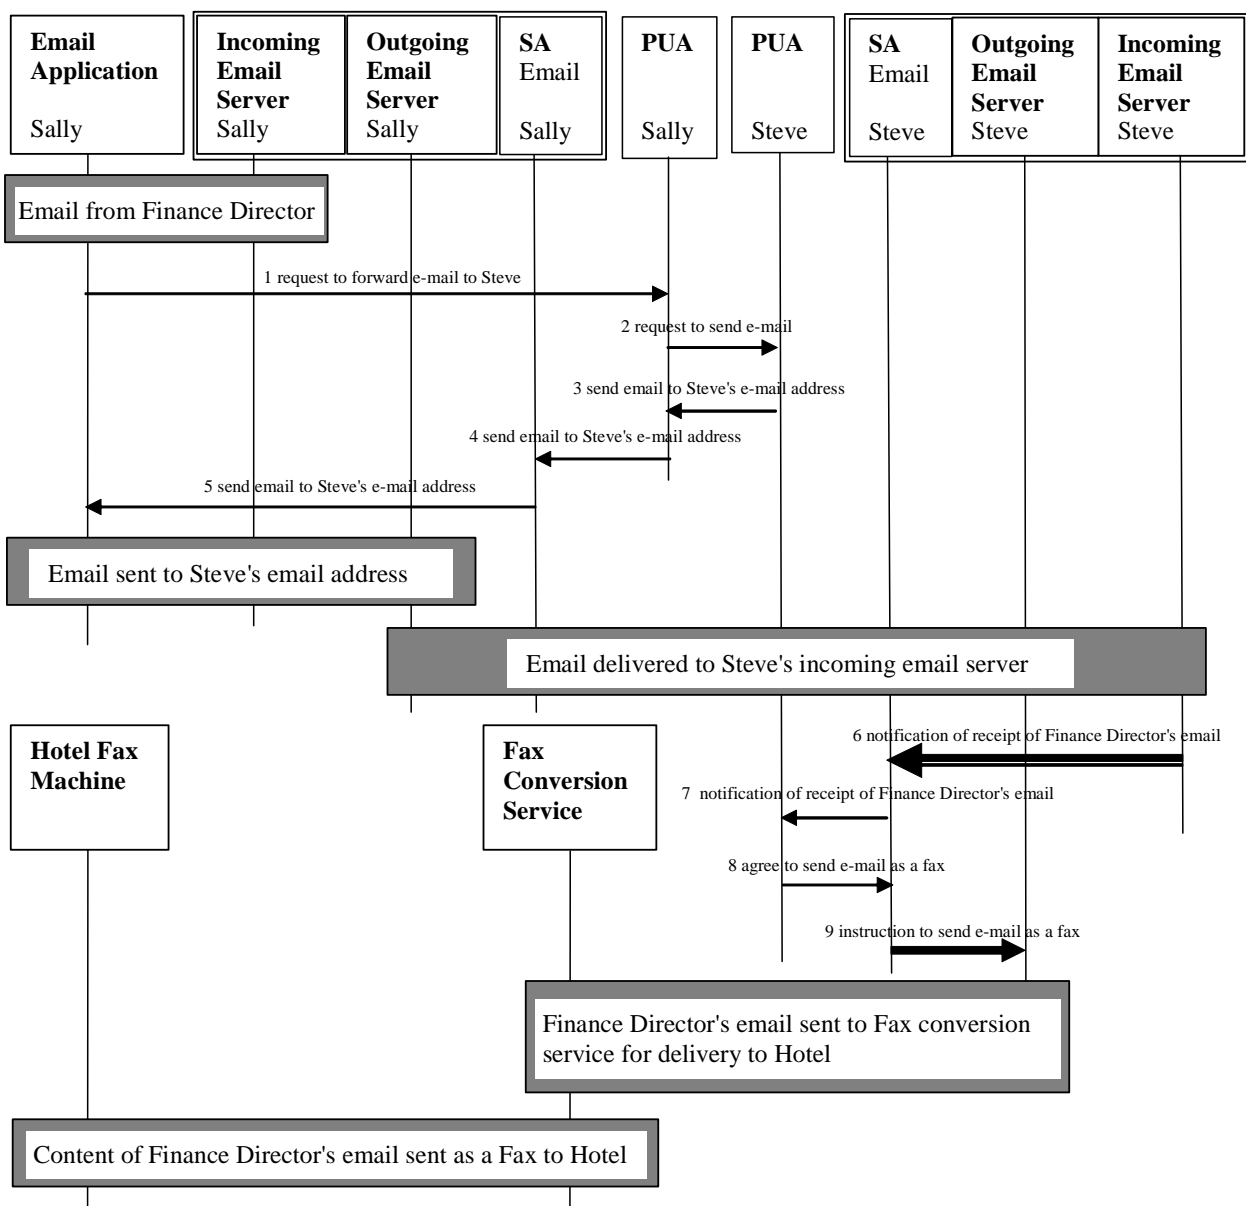 Email
Application
Sally
Incoming
Email
Server
Sally
Outgoing
Email
Server
Sally
SA
Email
Sally
PUA
Sally
PUA
Steve
SA
Email
Steve
Outgoing
Email
Server
Steve
Incoming
Email
Server
Steve
Email from Finance Director
1 request to forward e-mail to Steve
2 request to send e-mail
3 send email to Steve's e-mail address
4 send email to Steve's e-mail address
5 send email to Steve's e-mail address
Email sent to Steve's email address
Email delivered to Steve's incoming email server
Hotel Fax
Machine
Fax
Conversion
Service
6 notification of receipt of Finance Director's email
7 notification of receipt of Finance Director's email
8 agree to send e-mail as a fax
9 instruction to send e-mail as a fax
Finance Director's email sent to Fax conversion
service for delivery to Hotel
Content of Finance Director's email sent as a Fax to Hotel